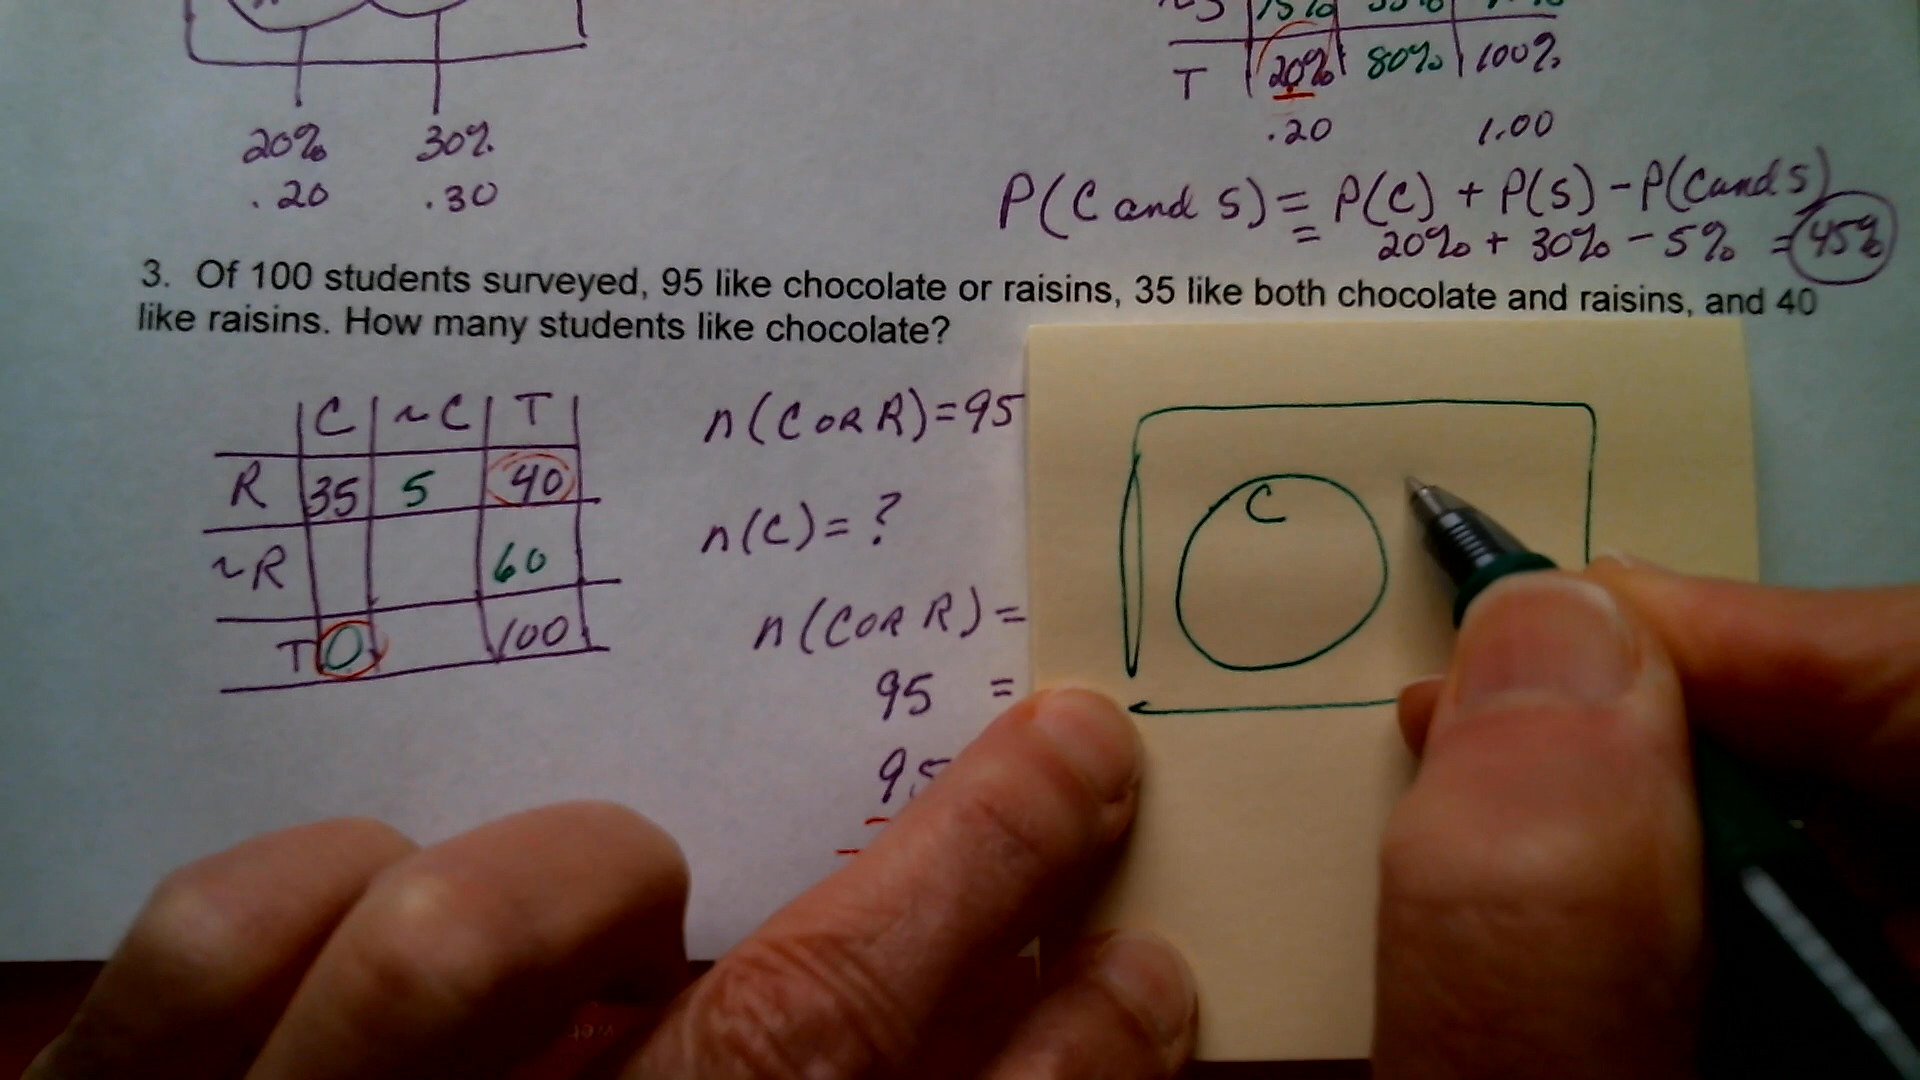 T 20% 80% 100%
.20 1.00
20% 30%
.20 .30
P(C and S) = P(C) + P(S) - P(C and S)
= 20% + 30% - 5% = 45%
3. Of 100 students surveyed, 95 like chocolate or raisins, 35 like both chocolate and raisins, and 40
like raisins. How many students like chocolate?
C ~C T
R 35 5 40
~R 60
T 0 100
n(C OR R) = 95
n(C) = ?
n(C OR R) =
95 =
95
C